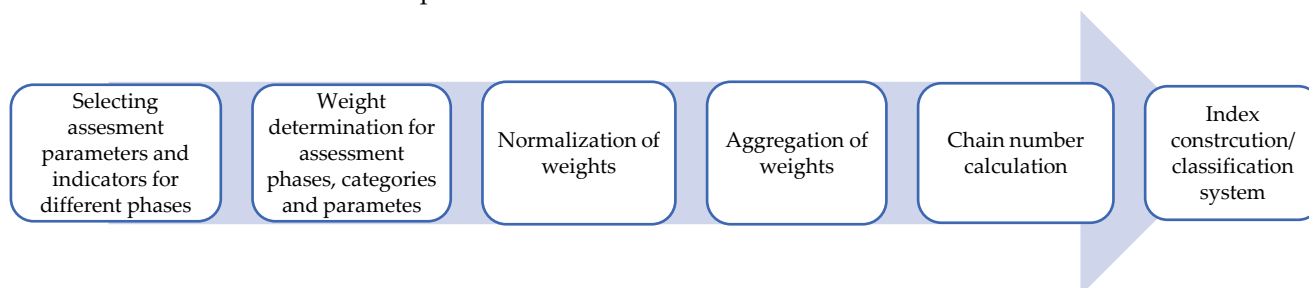 Selecting
assesment
parameters and
indicators for
different phases
Weight
determination for
assessment
phases, categories
and parametes
Normalization of
weights
Aggregation of
weights
Chain number
calculation
Index
constrcution/
classification
system